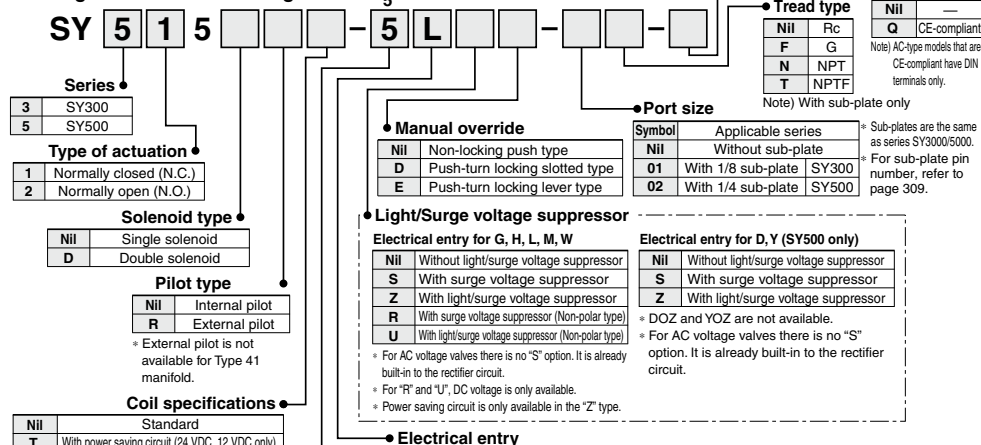 5
SY 5 1 5 – 5 L – –
Series
3 SY300
5 SY500
Type of actuation
1 Normally closed (N.C.)
2 Normally open (N.O.)
Solenoid type
Nil Single solenoid
D Double solenoid
Pilot type
Nil Internal pilot
R External pilot
* External pilot is not
available for Type 41
manifold.
Coil specifications
Nil Standard
T With power saving circuit (24 VDC, 12 VDC only)
Manual override
Nil Non-locking push type
D Push-turn locking slotted type
E Push-turn locking lever type
Light/Surge voltage suppressor
Electrical entry for G, H, L, M, W
Nil Without light/surge voltage suppressor
S With surge voltage suppressor
Z With light/surge voltage suppressor
R With surge voltage suppressor (Non-polar type)
U With light/surge voltage suppressor (Non-polar type)
* For AC voltage valves there is no “S” option. It is already
built-in to the rectifier circuit.
* For “R” and “U”, DC voltage is only available.
* Power saving circuit is only available in the “Z” type.
Electrical entry for D, Y (SY500 only)
Nil Without light/surge voltage suppressor
S With surge voltage suppressor
Z With light/surge voltage suppressor
* DOZ and YOZ are not available.
* For AC voltage valves there is no “S”
option. It is already built-in to the rectifier
circuit.
Electrical entry
Tread type
Nil Rc
F G
N NPT
T NPTF
Note) With sub-plate only
Nil —
Q CE-compliant
Note) AC-type models that are
CE-compliant have DIN
terminals only.
Port size
Symbol Applicable series
Nil Without sub-plate
01 With 1/8 sub-plate SY300
02 With 1/4 sub-plate SY500
* Sub-plates are the same
as series SY3000/5000.
* For sub-plate pin
number, refer to
page 309.